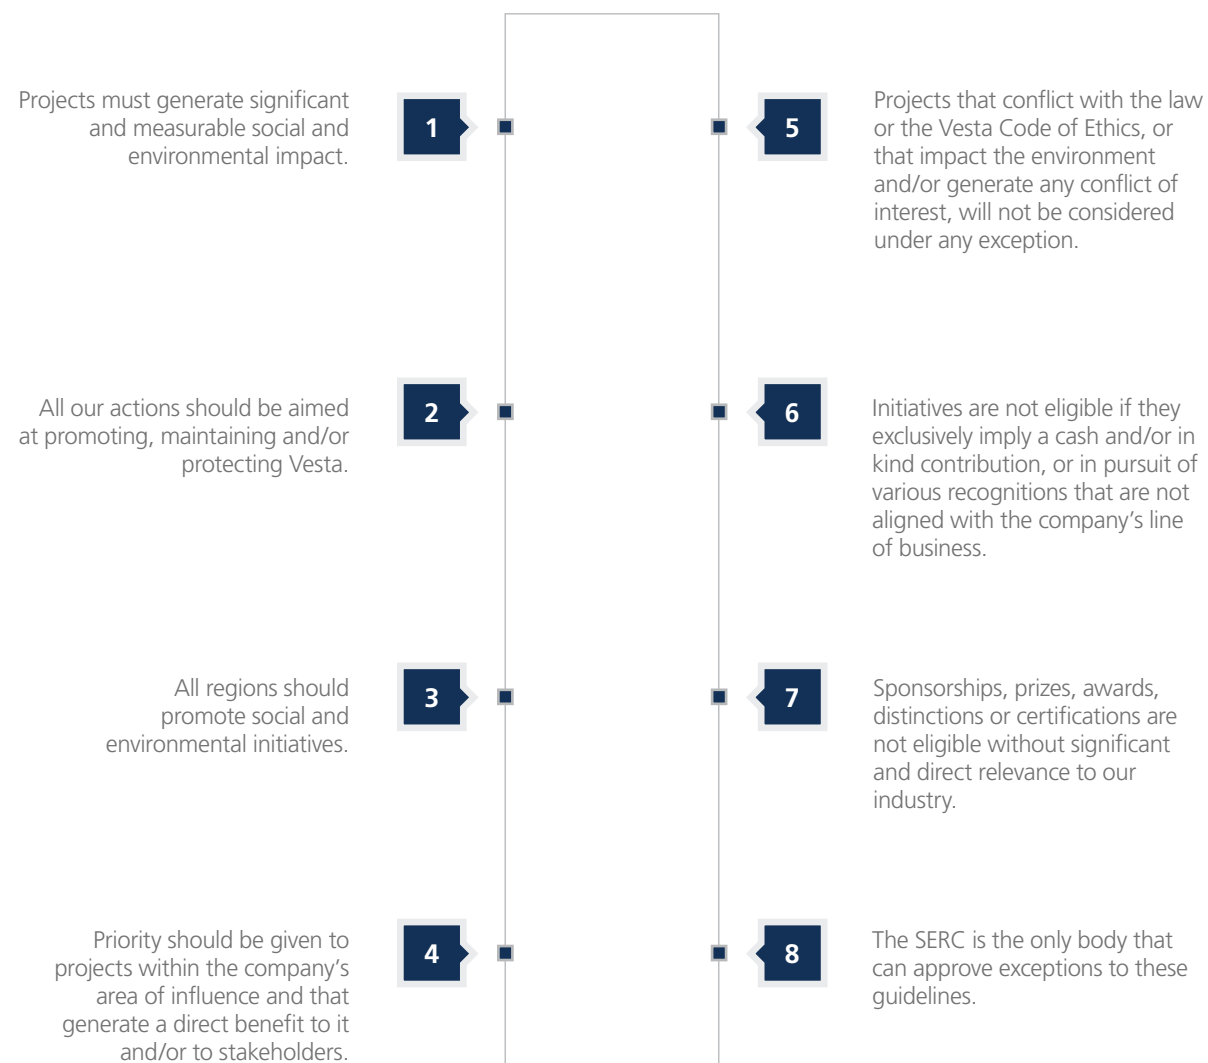 Projects must generate significant
and measurable social and
environmental impact.
1
All our actions should be aimed
at promoting, maintaining and/or
protecting Vesta.
2
All regions should
promote social and
environmental initiatives.
3
Priority should be given to
projects within the company's
area of influence and that
generate a direct benefit to it
and/or to stakeholders.
4
5
Projects that conflict with the law
or the Vesta Code of Ethics, or
that impact the environment
and/or generate any conflict of
interest, will not be considered
under any exception.
6
Initiatives are not eligible if they
exclusively imply a cash and/or in
kind contribution, or in pursuit of
various recognitions that are not
aligned with the company's line
of business.
7
Sponsorships, prizes, awards,
distinctions or certifications are
not eligible without significant
and direct relevance to our
industry.
8
The SERC is the only body that
can approve exceptions to these
guidelines.